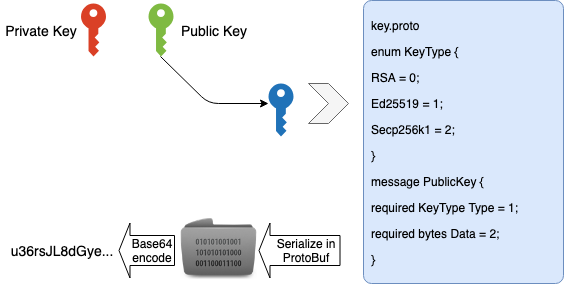 Private Key
Public Key
key.proto
enum KeyType {
RSA = 0;
Ed25519 = 1;
Secp256k1 = 2;
}
message PublicKey {
required KeyType Type = 1;
required bytes Data = 2;
}
u36rsJL8dGye...
Base64
encode
010101001001
101010101000
001100011100
Serialize in
ProtoBuf